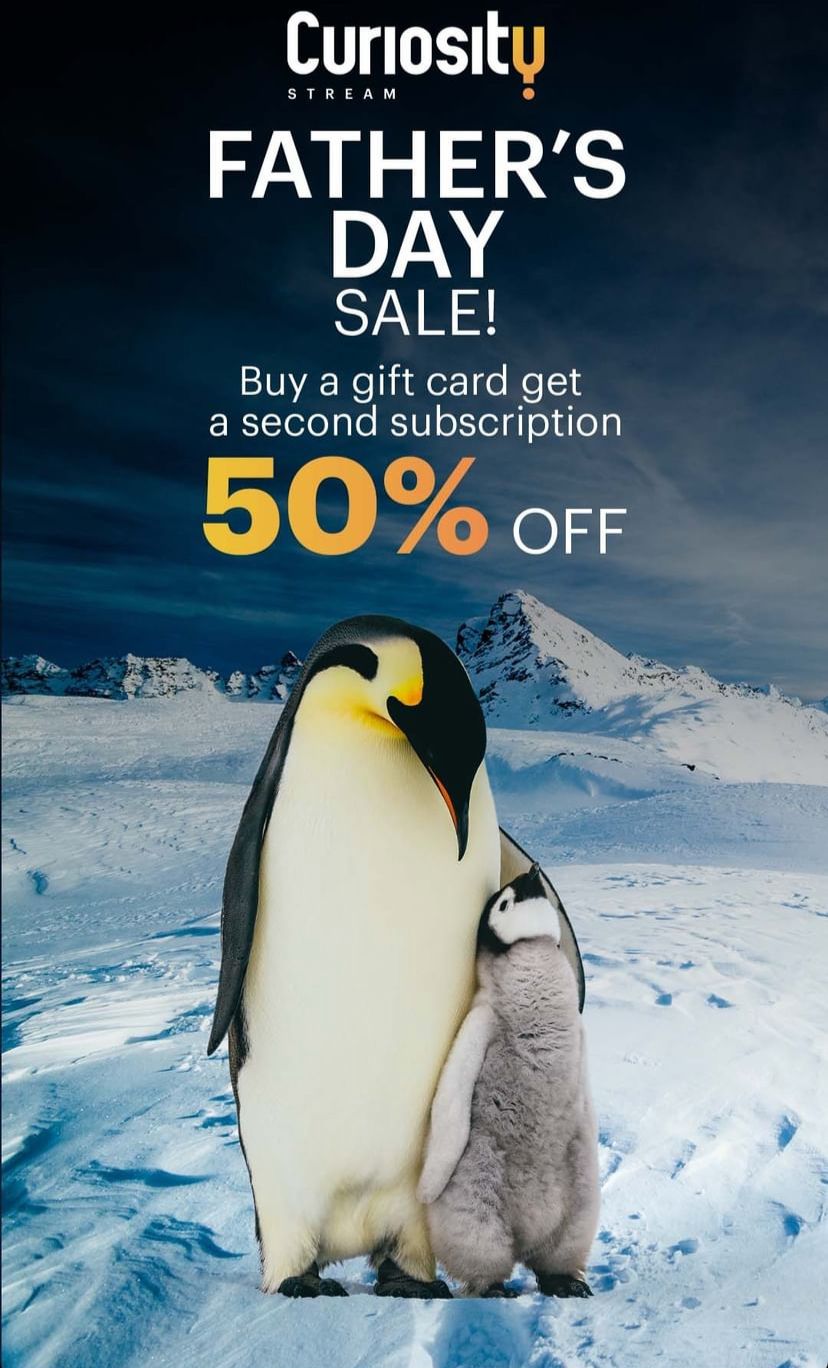 Curiosity
STREAM
FATHER'S
DAY
SALE!
Buy a gift card get
a second subscription
50% OFF